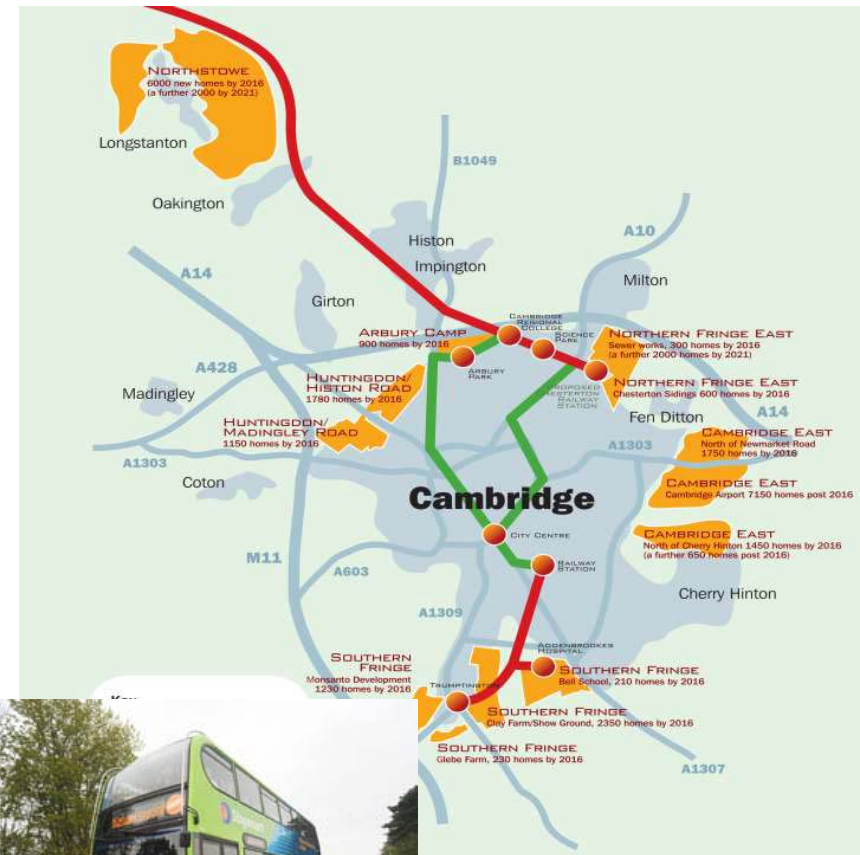 NORTHSTOWE
6000 new homes by 2016
(a further 2000 by 2021)
Longstanton
Oakington
B1049
Histon
Impington
A10
Milton
A14
Girton
CAMBRIDGE
REGIONAL
COLLEGE
SCIENCE
PARK
ARBURY CAMP
900 homes by 2016
ARBURY
PARK
NORTHERN FRINGE EAST
Sewer works, 300 homes by 2016
(a further 2000 homes by 2021)
A428
HUNTINGDON/
HISTON ROAD
1780 homes by 2016
PROPOSED
CHESTERTON
RAILWAY
STATION
NORTHERN FRINGE EAST
Chesterton Sidings 600 homes by 2016
Madingley
HUNTINGDON/
MADINGLEY ROAD
1150 homes by 2016
Fen Ditton
A14
A1303
Coton
A1303
CAMBRIDGE EAST
North of Newmarket Road
1750 homes by 2016
CAMBRIDGE EAST
Cambridge Airport 7150 homes post 2016
Cambridge
CITY CENTRE
CAMBRIDGE EAST
North of Cherry Hinton 1450 homes by 2016
(a further 650 homes post 2016)
M11
A603
RAILWAY
STATION
Cherry Hinton
A1309
ADDENBROOKES
HOSPITAL
SOUTHERN
FRINGE
Monsanto Development
1230 homes by 2016
SOUTHERN FRINGE
Bell School, 210 homes by 2016
TRUMPINGTON
SOUTHERN FRINGE
Clay Farm/Show Ground, 2350 homes by 2016
SOUTHERN FRINGE
Glebe Farm, 230 homes by 2016
A1307
Stagecoach